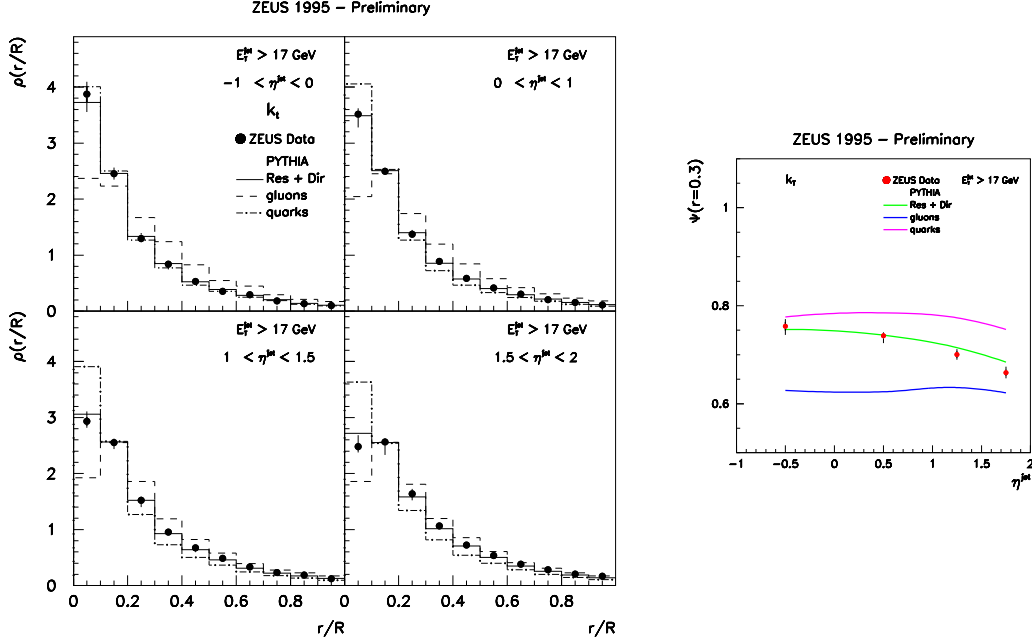 ZEUS 1995 – Preliminary
ρ(r/R)
E_T^jet > 17 GeV
−1 < η^jet < 0
k_t
ZEUS Data
PYTHIA
Res + Dir
gluons
quarks
4
3
2
1
0
E_T^jet > 17 GeV
0 < η^jet < 1
ρ(r/R)
E_T^jet > 17 GeV
1 < η^jet < 1.5
4
3
2
1
0
E_T^jet > 17 GeV
1.5 < η^jet < 2
0 0.2 0.4 0.6 0.8 0 0.2 0.4 0.6 0.8 1
r/R r/R
ZEUS 1995 – Preliminary
Ψ(r=0.3)
k_T
ZEUS Data E_T^jet > 17 GeV
PYTHIA
Res + Dir
gluons
quarks
1
0.8
0.6
−1 −0.5 0 0.5 1 1.5 2
η^jet